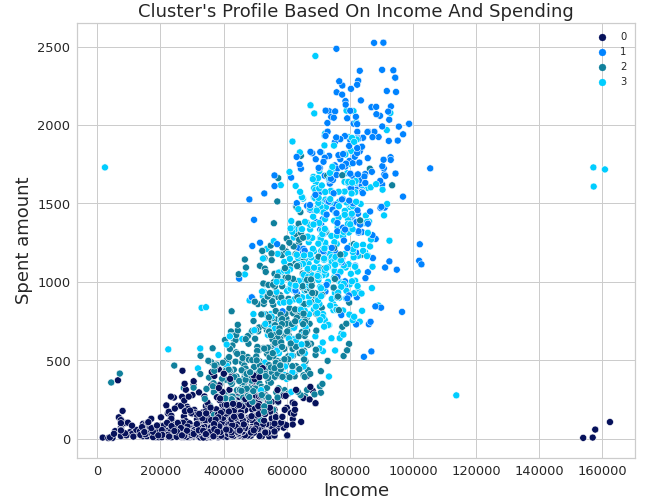 Cluster's Profile Based On Income And Spending
0
1
2
3
2500
2000
1500
1000
500
0
Spent amount
0 20000 40000 60000 80000 100000 120000 140000 160000
Income